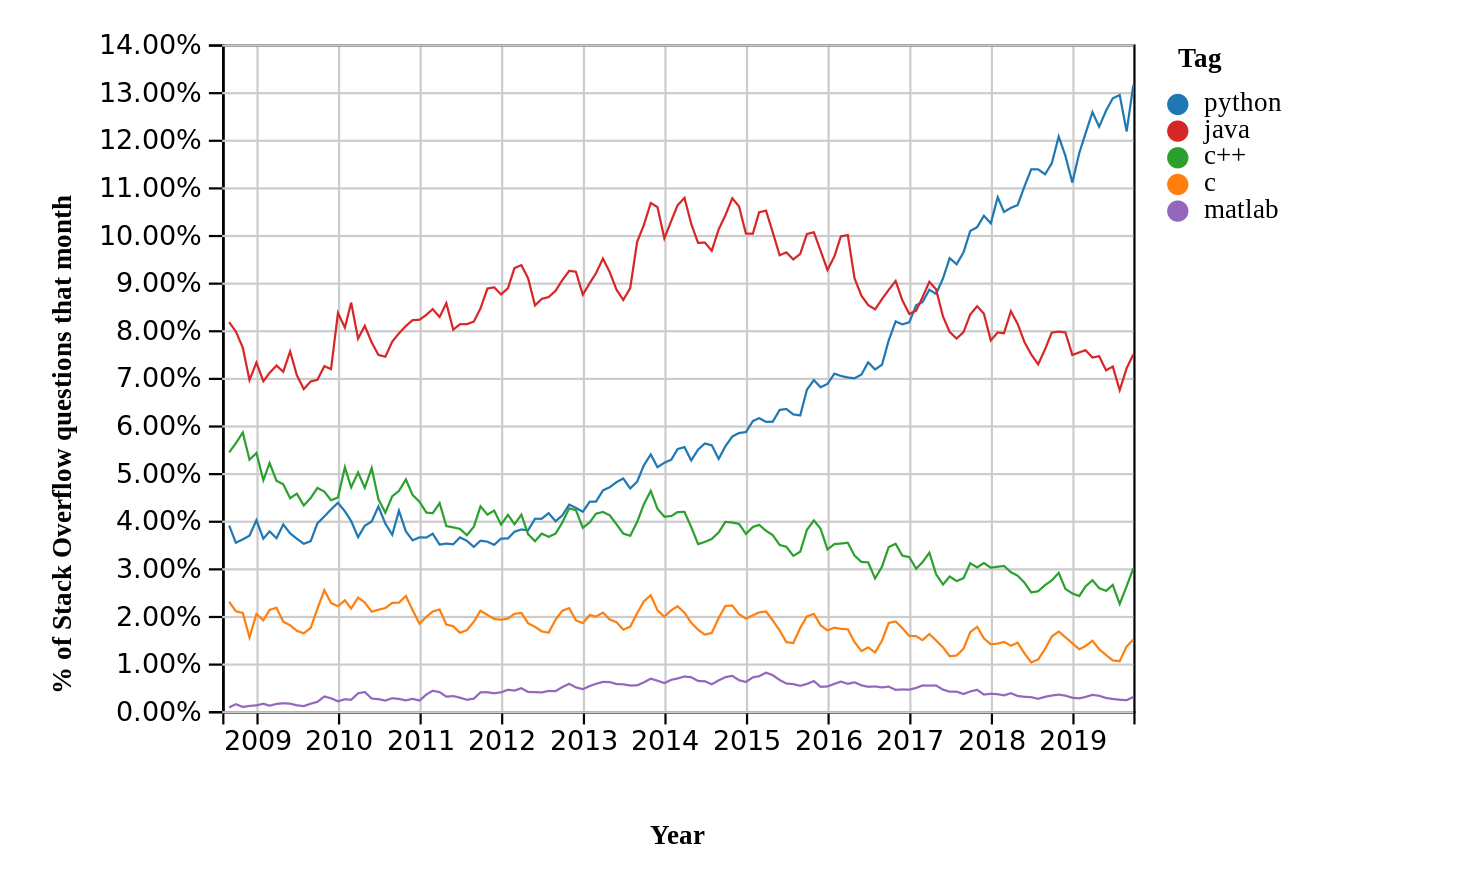 14.00%
13.00%
12.00%
11.00%
10.00%
9.00%
8.00%
7.00%
6.00%
5.00%
4.00%
3.00%
2.00%
1.00%
0.00%
% of Stack Overflow questions that month
2009 2010 2011 2012 2013 2014 2015 2016 2017 2018 2019
Year
Tag
python
java
c++
c
matlab